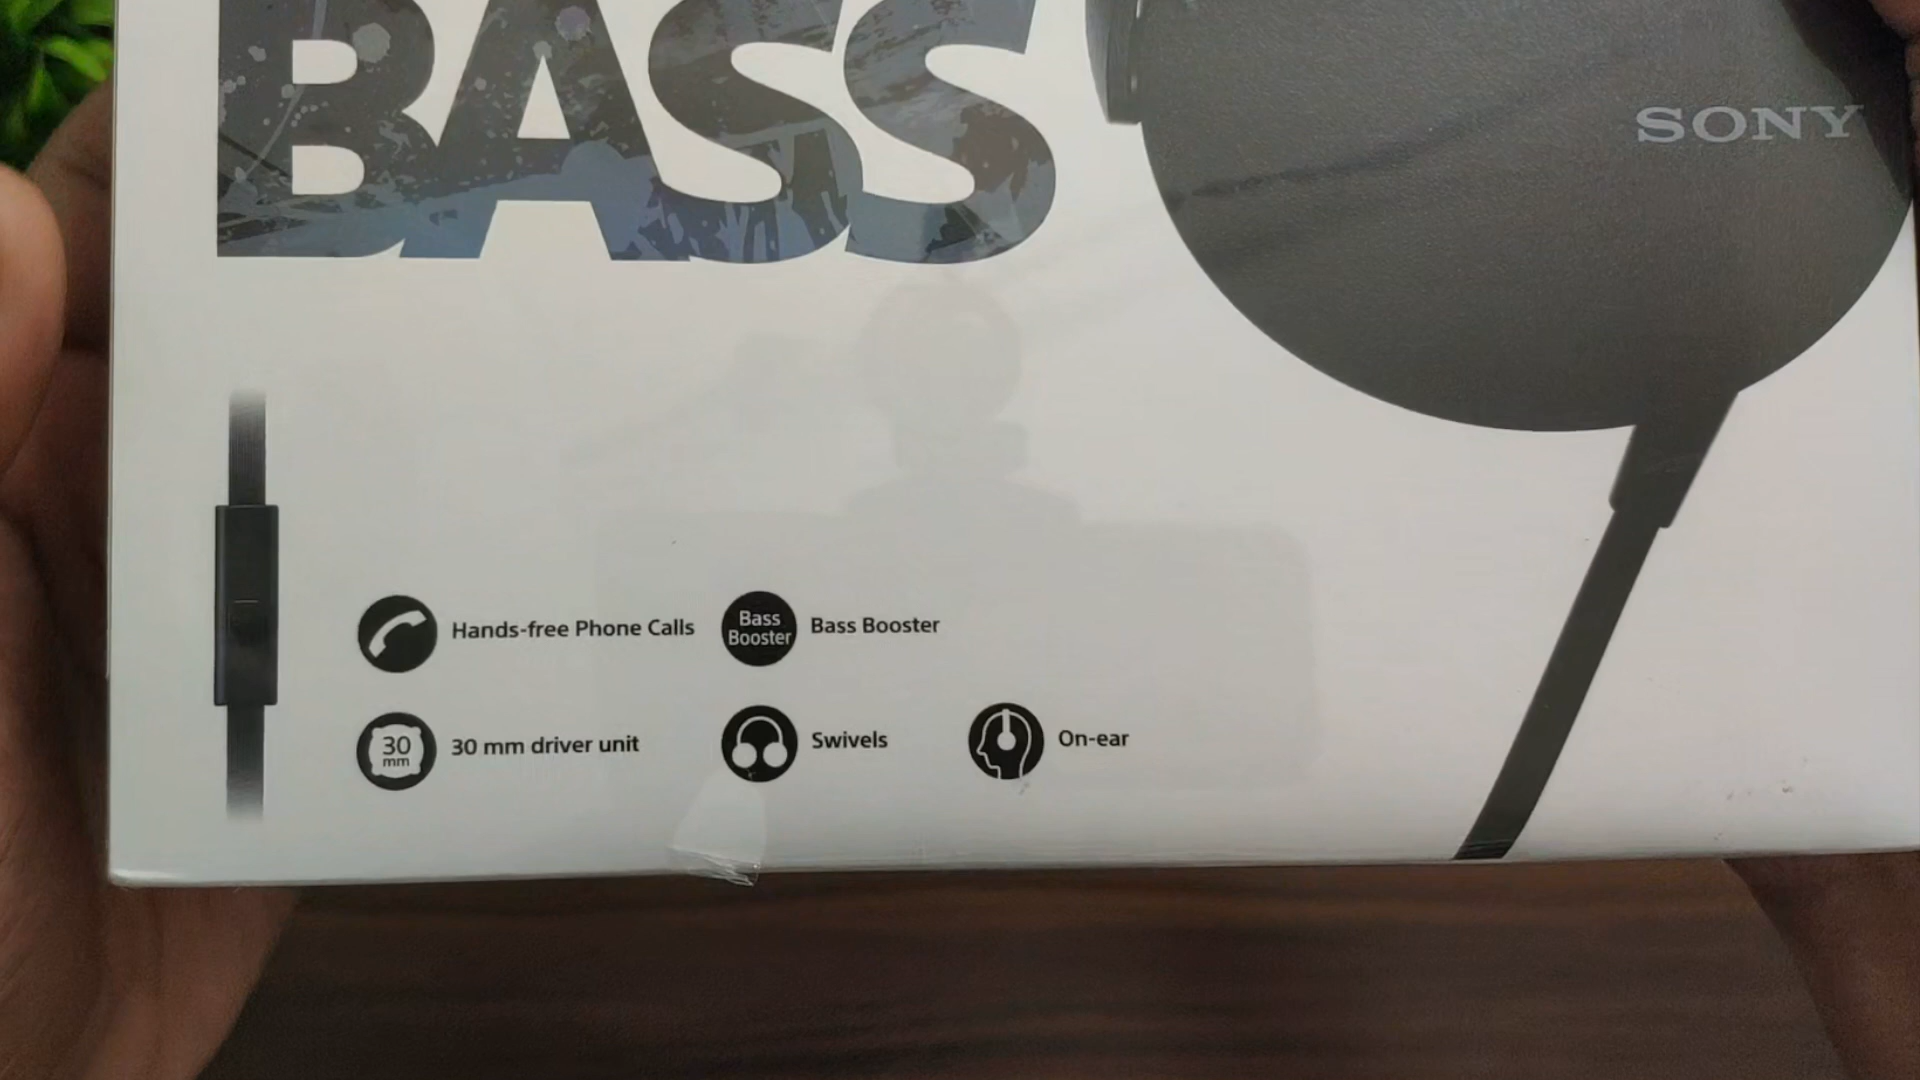 BASS
SONY
Hands-free Phone Calls
Bass
Booster
Bass Booster
30
mm
30 mm driver unit
Swivels
On-ear